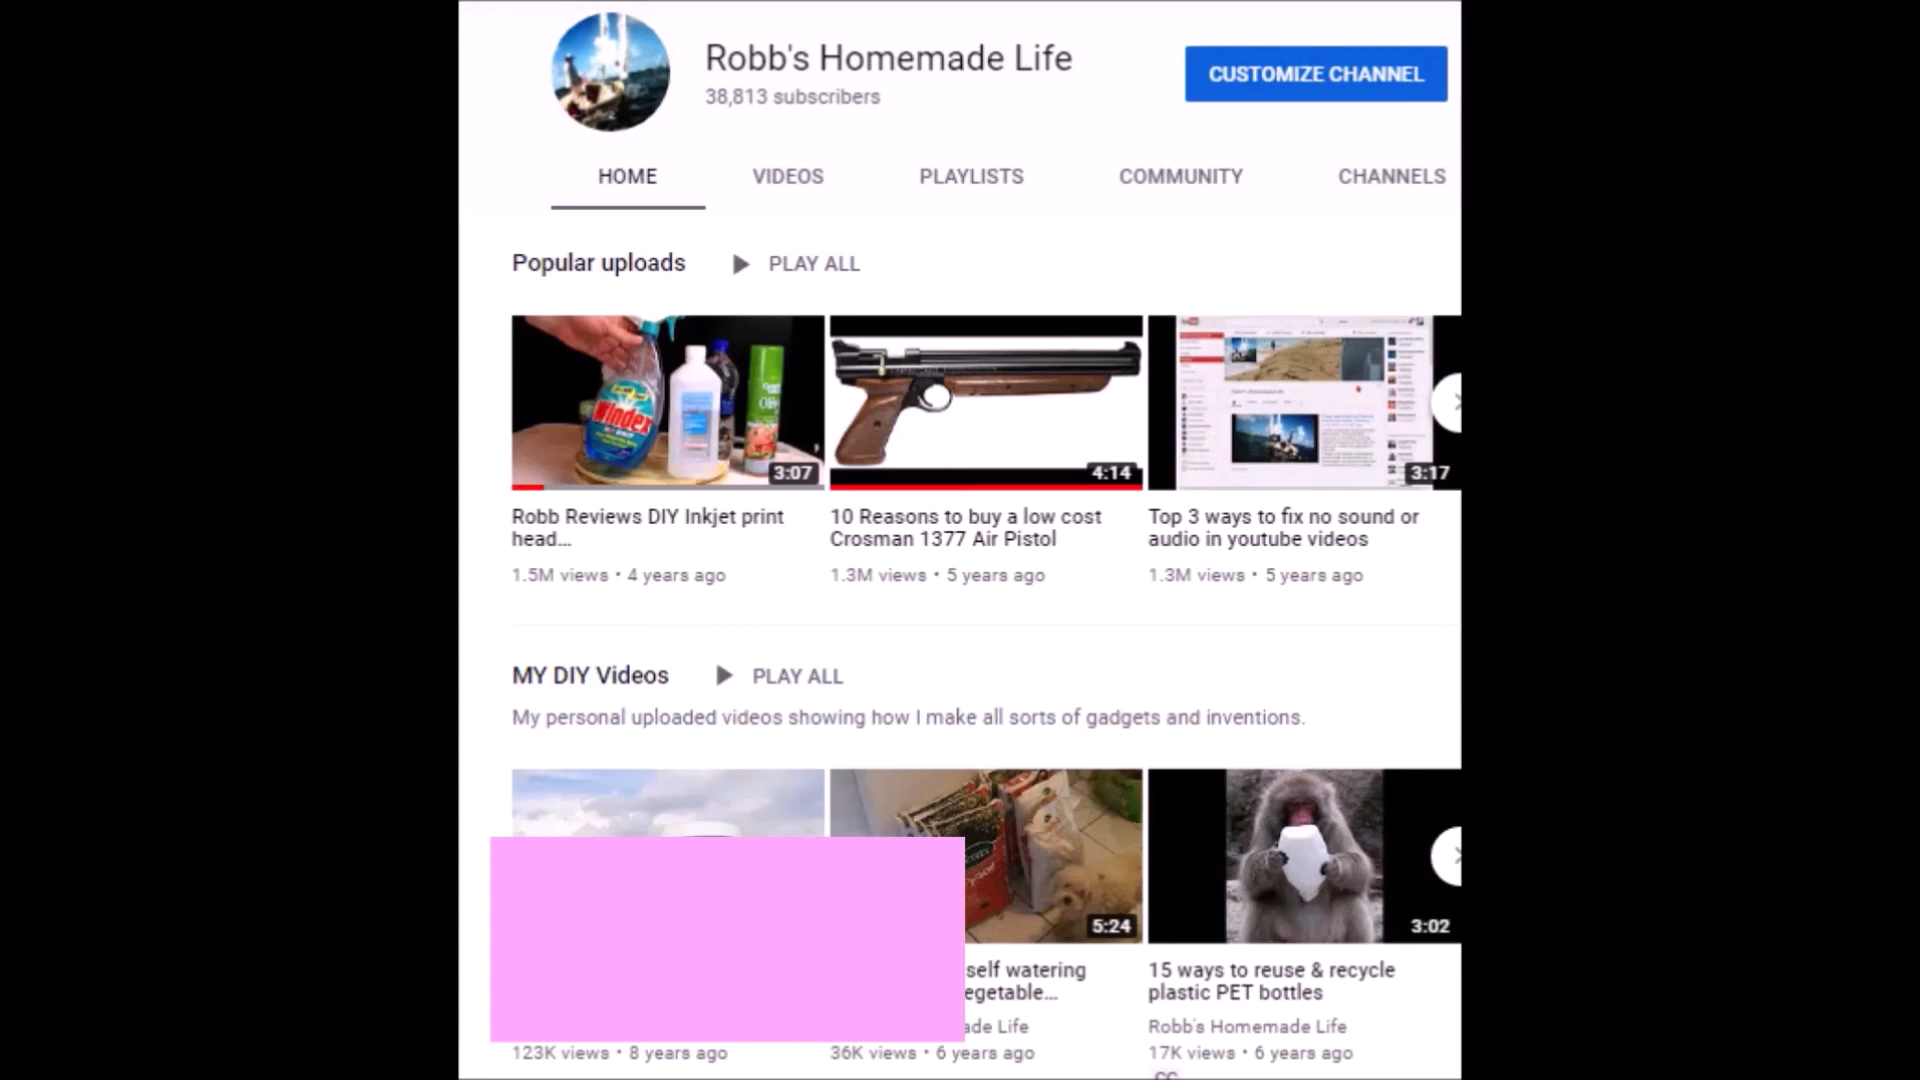 Robb's Homemade Life
38,813 subscribers
CUSTOMIZE CHANNEL
HOME VIDEOS PLAYLISTS COMMUNITY CHANNELS
Popular uploads PLAY ALL
Windex
3:07
4:14
3:17
Robb Reviews DIY Inkjet print
head...
1.5M views • 4 years ago
10 Reasons to buy a low cost
Crosman 1377 Air Pistol
1.3M views • 5 years ago
Top 3 ways to fix no sound or
audio in youtube videos
1.3M views • 5 years ago
MY DIY Videos PLAY ALL
My personal uploaded videos showing how I make all sorts of gadgets and inventions.
5:24
3:02
123K views • 8 years ago
self watering
Life
36K views • 6 years ago
15 ways to reuse & recycle
plastic PET bottles
Robb's Homemade Life
17K views • 6 years ago